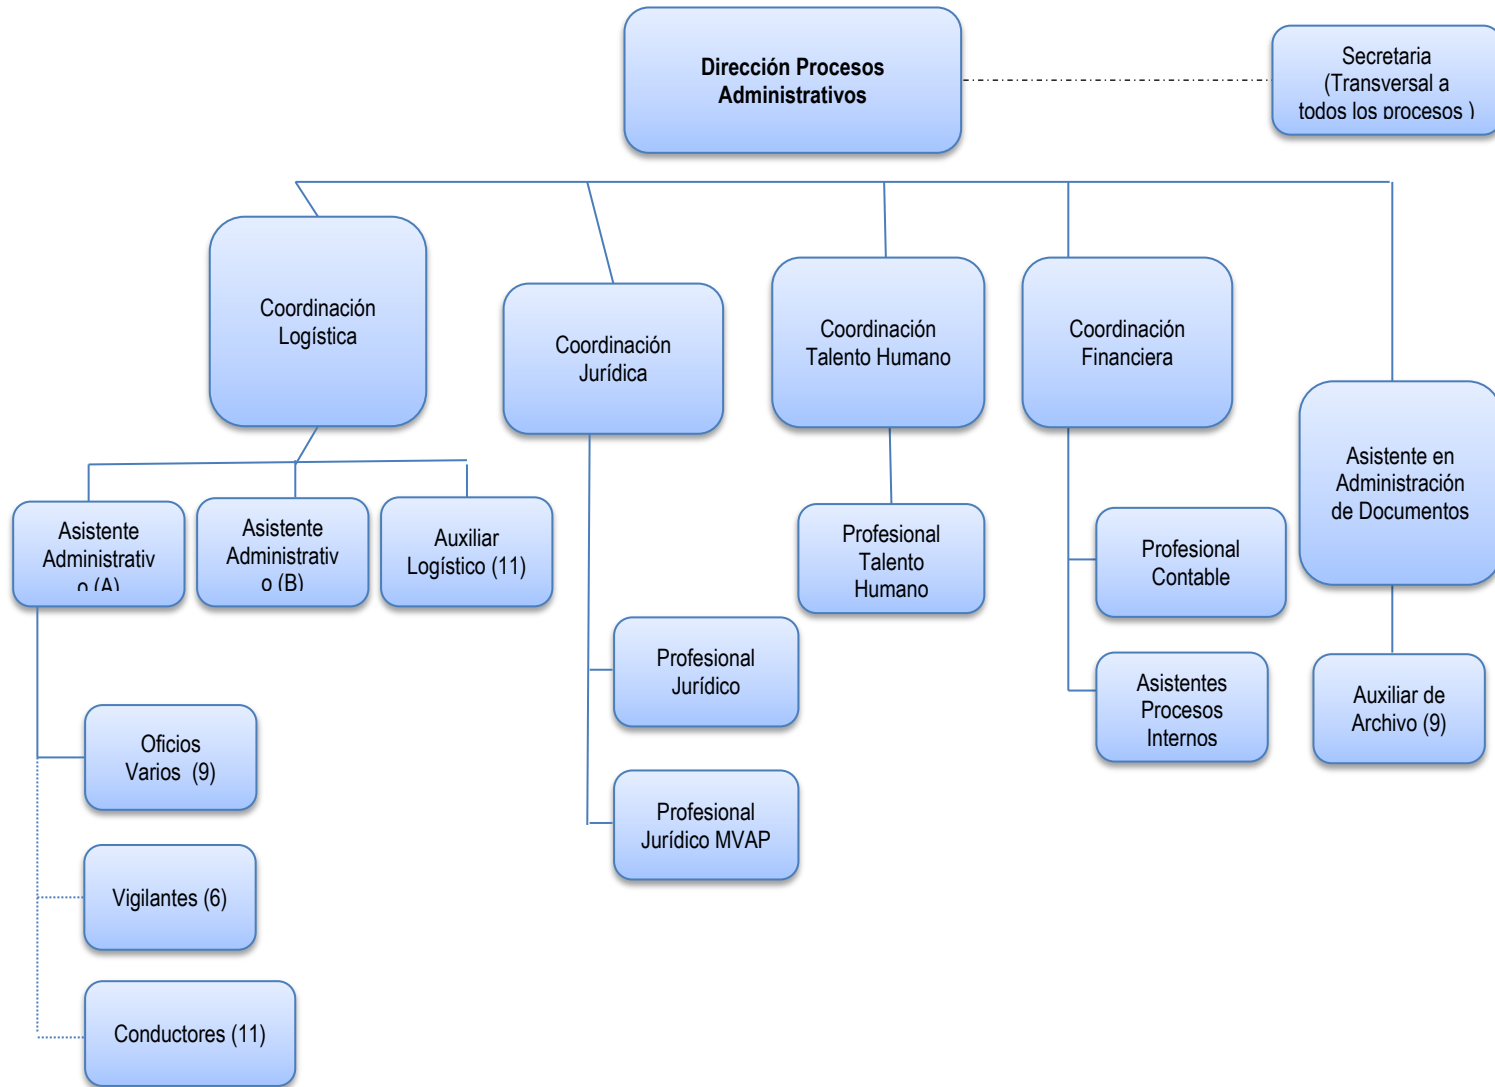 Dirección Procesos
Administrativos
Secretaria
(Transversal a
todos los procesos )
Coordinación
Logística
Coordinación
Jurídica
Coordinación
Talento Humano
Coordinación
Financiera
Asistente en
Administración
de Documentos
Asistente
Administrativ
o (A)
Asistente
Administrativ
o (B)
Auxiliar
Logístico (11)
Profesional
Talento
Humano
Profesional
Contable
Profesional
Jurídico
Asistentes
Procesos
Internos
Auxiliar de
Archivo (9)
Oficios
Varios (9)
Profesional
Jurídico MVAP
Vigilantes (6)
Conductores (11)